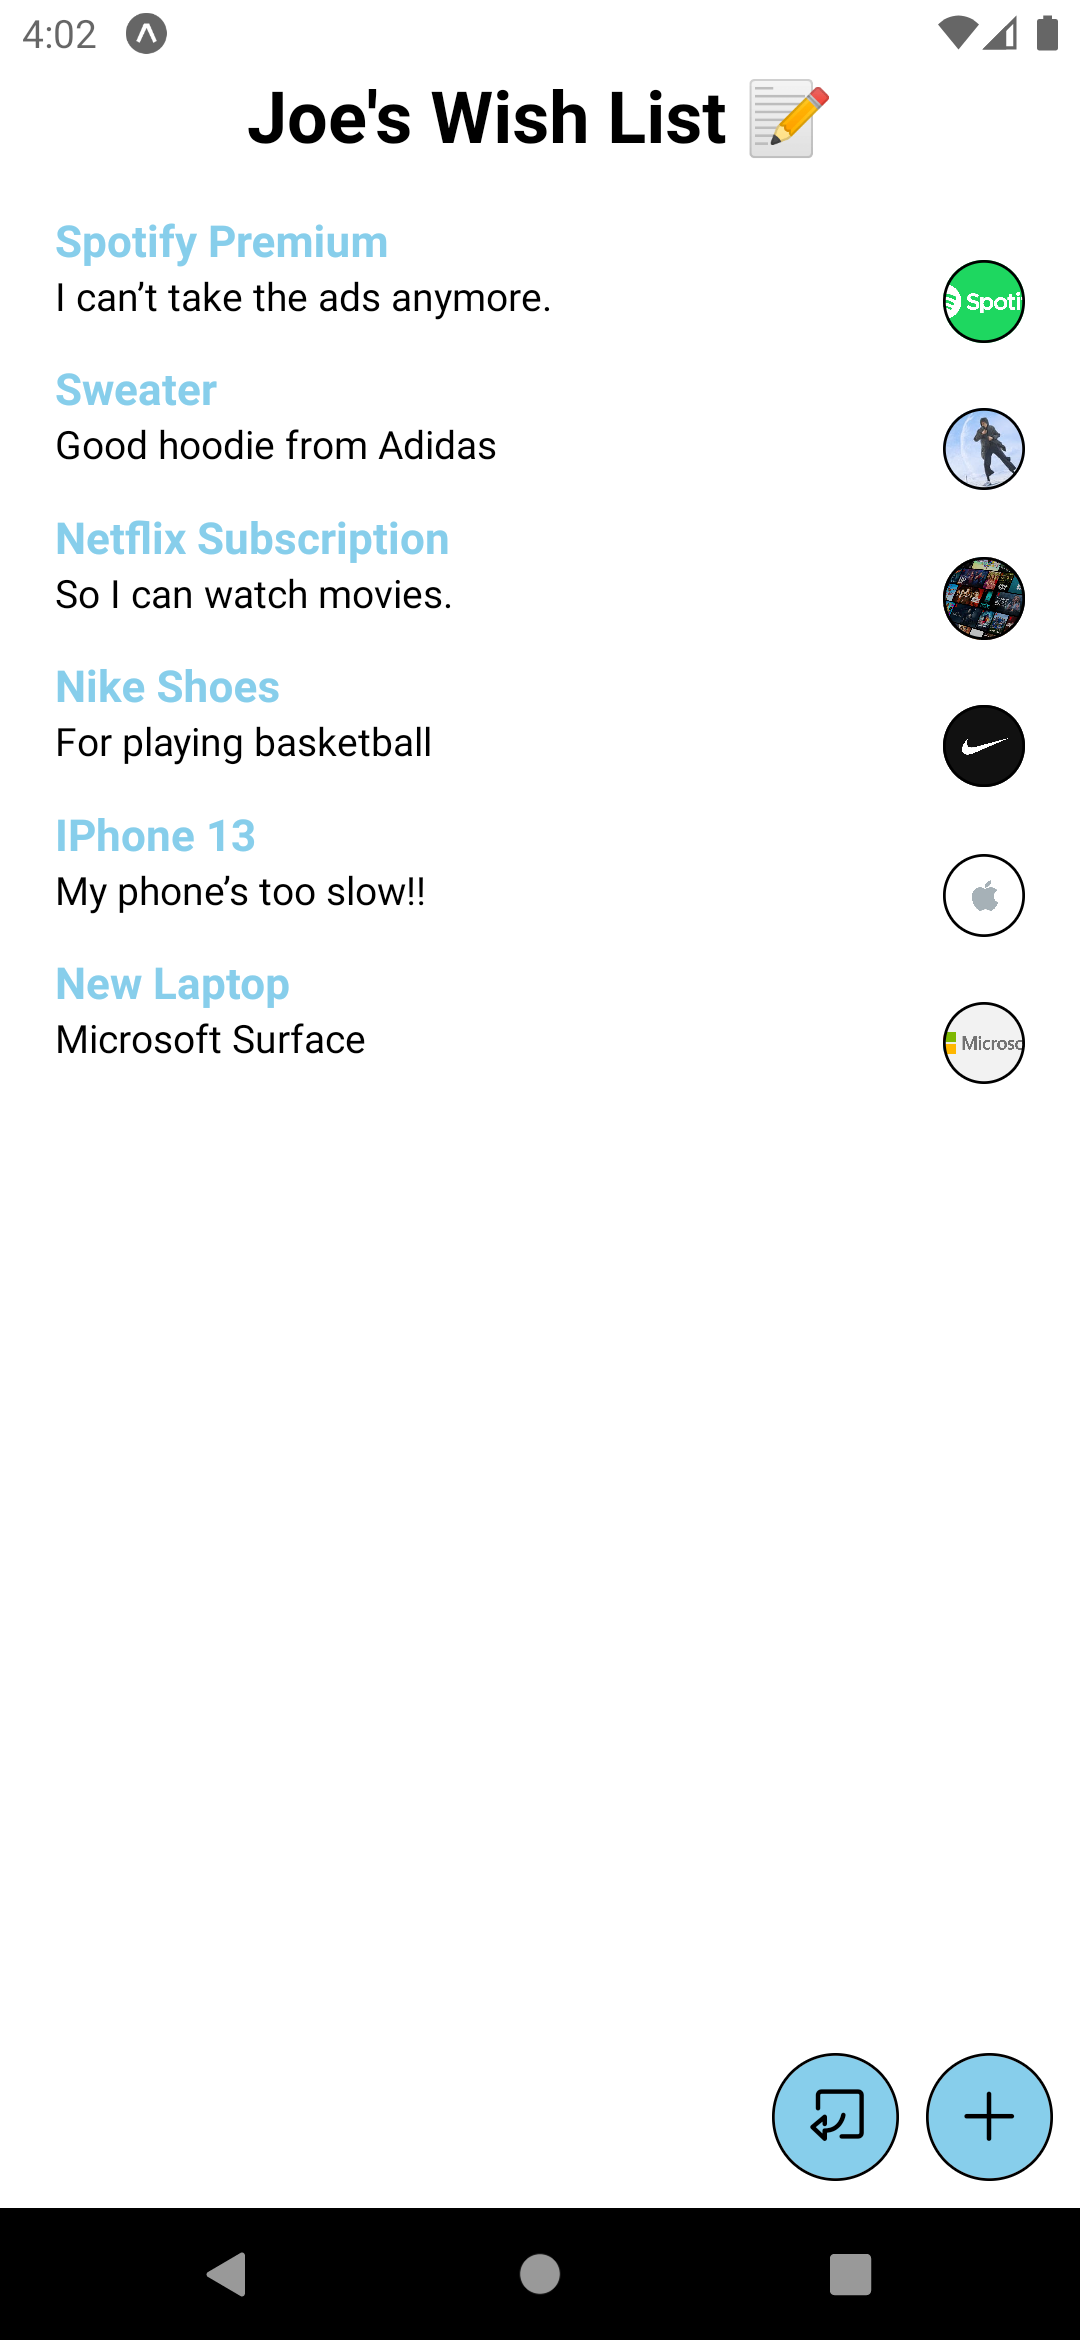 4:02
Joe's Wish List 📝
Spotify Premium
I can’t take the ads anymore.
Spoti
Sweater
Good hoodie from Adidas
Netflix Subscription
So I can watch movies.
Nike Shoes
For playing basketball
IPhone 13
My phone’s too slow!!
New Laptop
Microsoft Surface
Microso